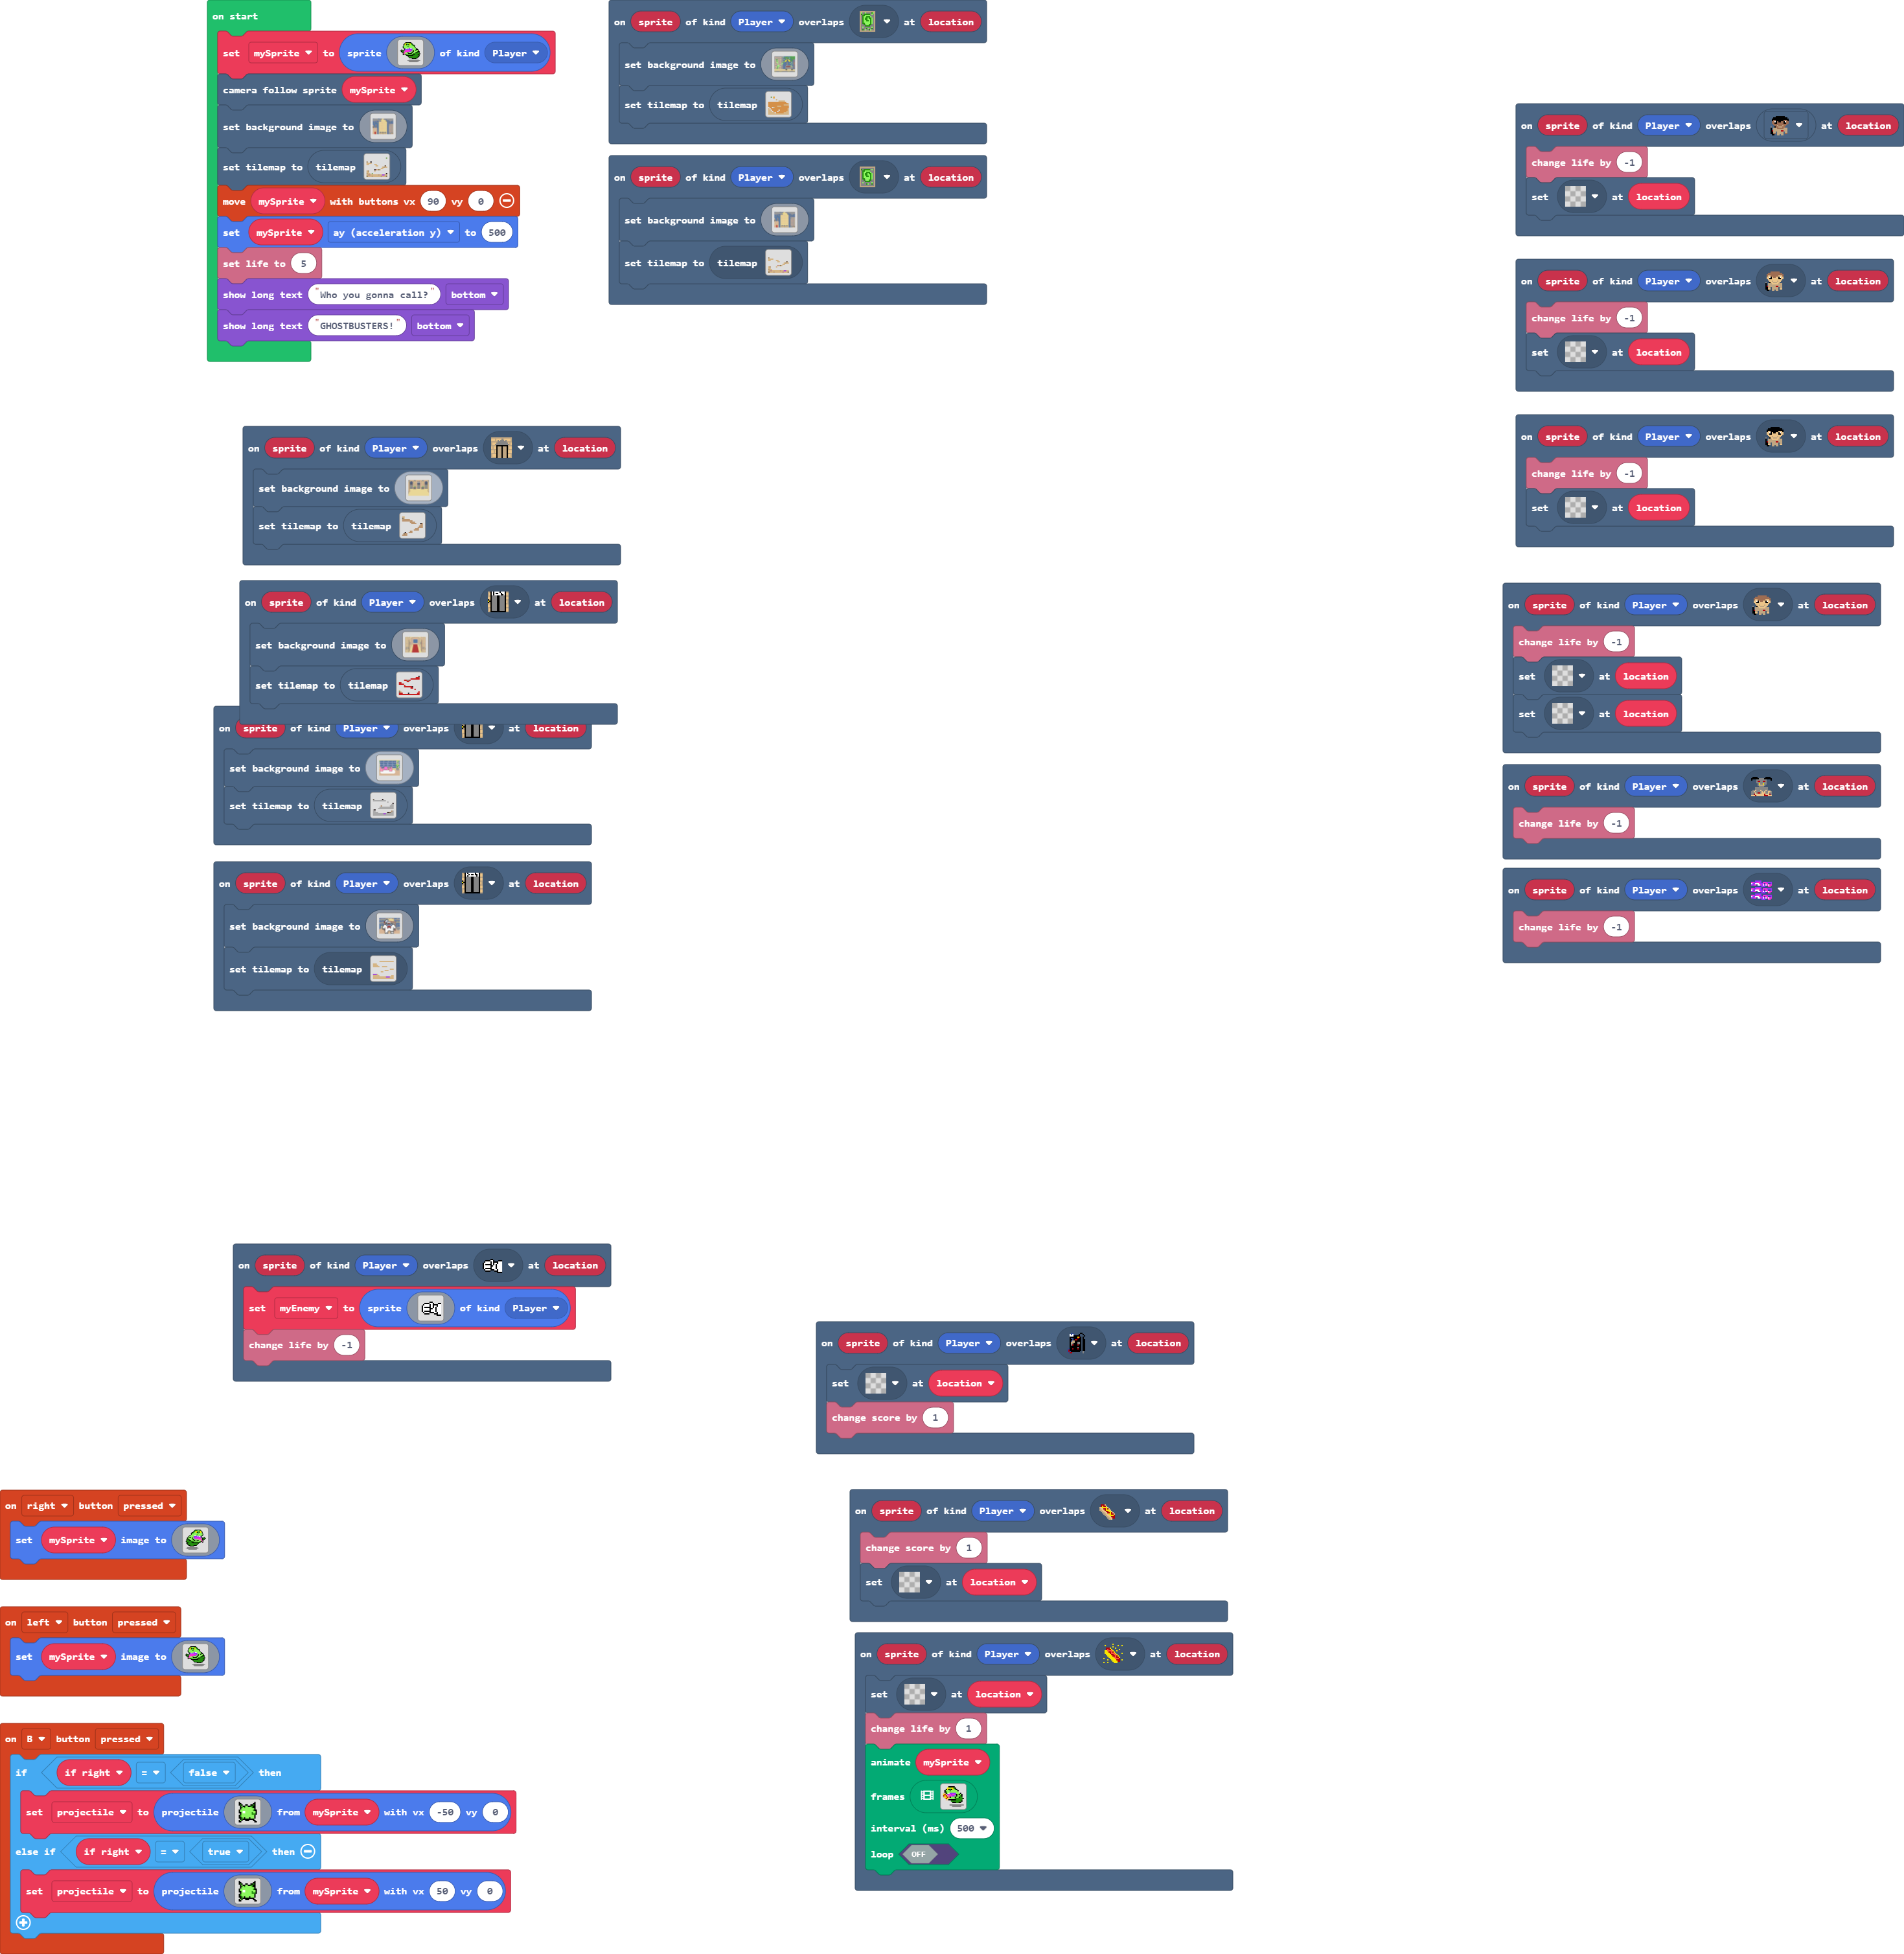 on start
set mySprite to sprite of kind Player
camera follow sprite mySprite
set background image to
set tilemap to tilemap
move mySprite with buttons vx 90 vy 0
set mySprite ay (acceleration y) to 500
set life to 5
show long text "Who you gonna call?" bottom
show long text "GHOSTBUSTERS!" bottom
on sprite of kind Player overlaps at location
set background image to
set tilemap to tilemap
on sprite of kind Player overlaps at location
set background image to
set tilemap to tilemap
on sprite of kind Player overlaps at location
change life by -1
set at location
on sprite of kind Player overlaps at location
change life by -1
set at location
on sprite of kind Player overlaps at location
change life by -1
set at location
on sprite of kind Player overlaps at location
change life by -1
set at location
set at location
on sprite of kind Player overlaps at location
change life by -1
on sprite of kind Player overlaps at location
change life by -1
on sprite of kind Player overlaps at location
set background image to
set tilemap to tilemap
on sprite of kind Player overlaps at location
set background image to
set tilemap to tilemap
on sprite of kind Player overlaps at location
set background image to
set tilemap to tilemap
on sprite of kind Player overlaps at location
set background image to
set tilemap to tilemap
on sprite of kind Player overlaps at location
set myEnemy to sprite of kind Player
change life by -1
on sprite of kind Player overlaps at location
set at location
change score by 1
on right button pressed
set mySprite image to
on left button pressed
set mySprite image to
on B button pressed
if if right = false then
set projectile to projectile from mySprite with vx -50 vy 0
else if if right = true then
set projectile to projectile from mySprite with vx 50 vy 0
on sprite of kind Player overlaps at location
change score by 1
set at location
on sprite of kind Player overlaps at location
set at location
change life by 1
animate mySprite
frames
interval (ms) 500
loop OFF